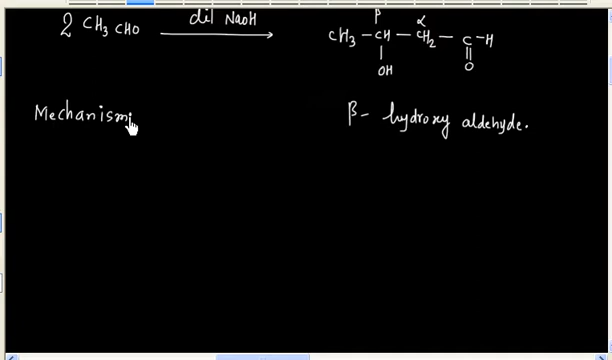 2 CH3 CHO dil NaOH CH3 – CH – CH2 – C – H
β α
OH O
Mechanism
β - hydroxy aldehyde.